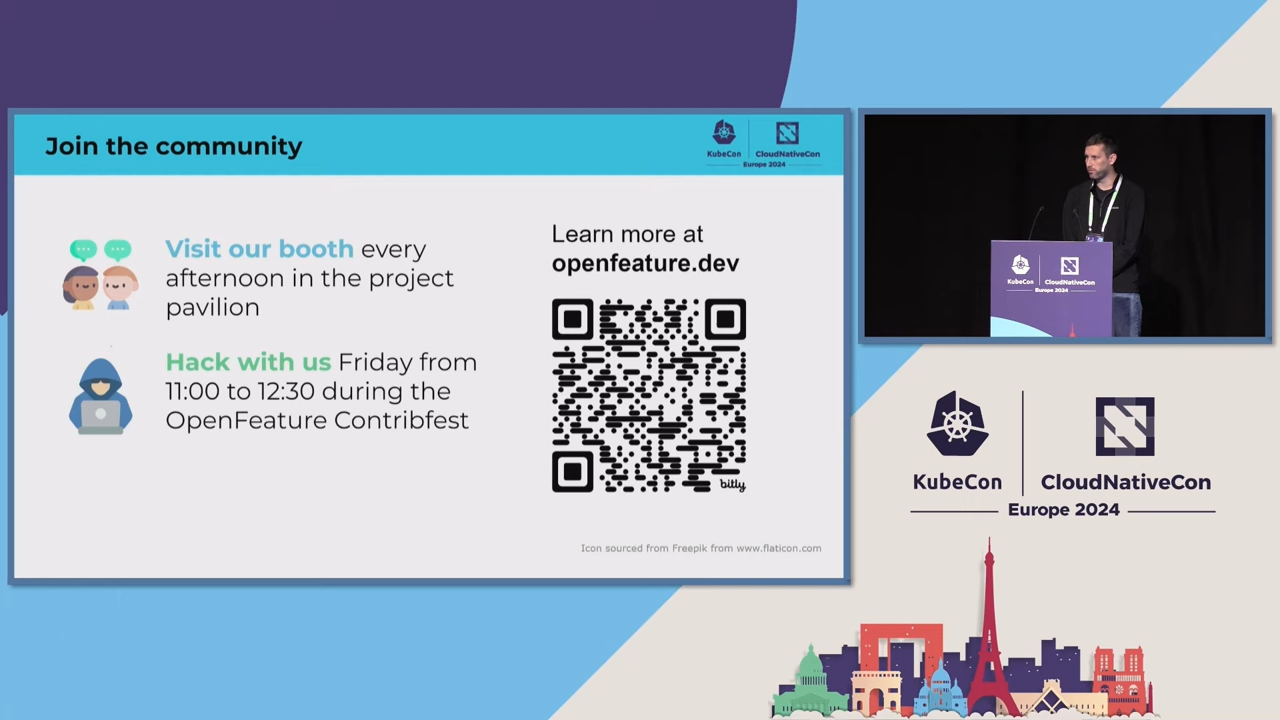 Join the community
KubeCon
CloudNativeCon
Europe 2024
Visit our booth every
afternoon in the project
pavilion
Hack with us Friday from
11:00 to 12:30 during the
OpenFeature Contribfest
Learn more at
openfeature.dev
bitly
Icon sourced from Freepik from www.flaticon.com
KubeCon
CloudNativeCon
Europe 2024
KubeCon
CloudNativeCon
Europe 2024